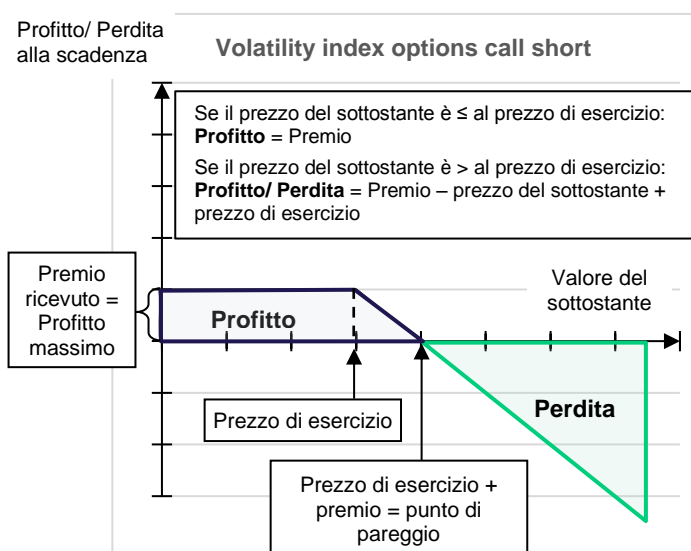 Profitto/ Perdita
alla scadenza
Volatility index options call short
Se il prezzo del sottostante è ≤ al prezzo di esercizio:
Profitto = Premio
Se il prezzo del sottostante è > al prezzo di esercizio:
Profitto/ Perdita = Premio – prezzo del sottostante +
prezzo di esercizio
Premio
ricevuto =
Profitto
massimo
Profitto
Valore del
sottostante
Prezzo di esercizio
Perdita
Prezzo di esercizio +
premio = punto di
pareggio